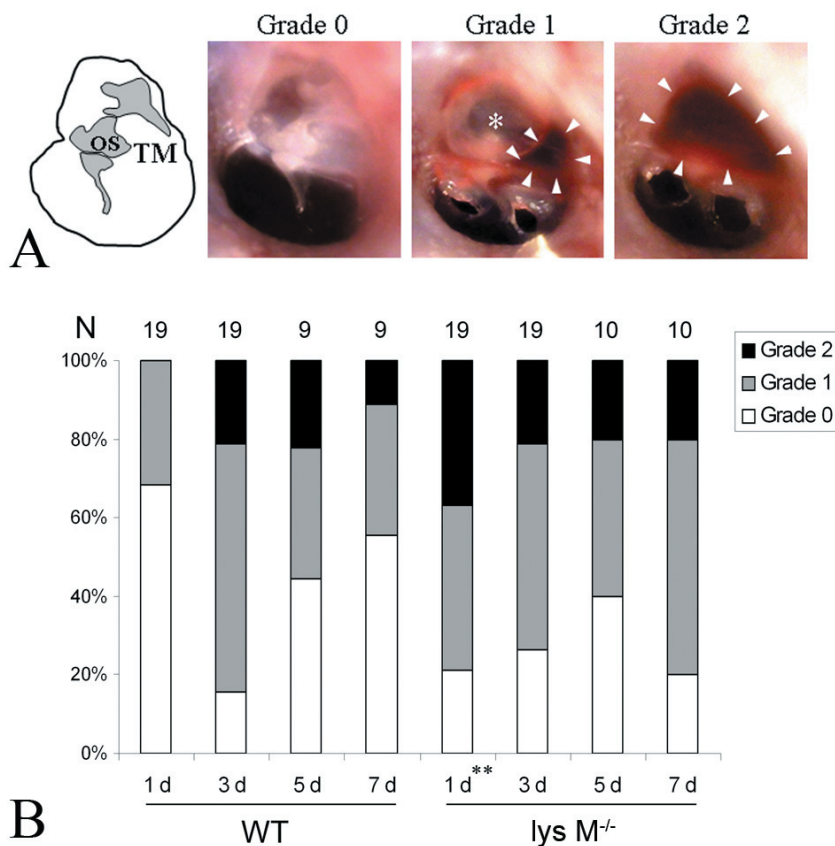 Grade 0 Grade 1 Grade 2
os
TM
*
A
N 19 19 9 9 19 19 10 10
100%
80%
60%
40%
20%
0%
Grade 2
Grade 1
Grade 0
1 d 3 d 5 d 7 d 1 d** 3 d 5 d 7 d
WT lys M-/-
B